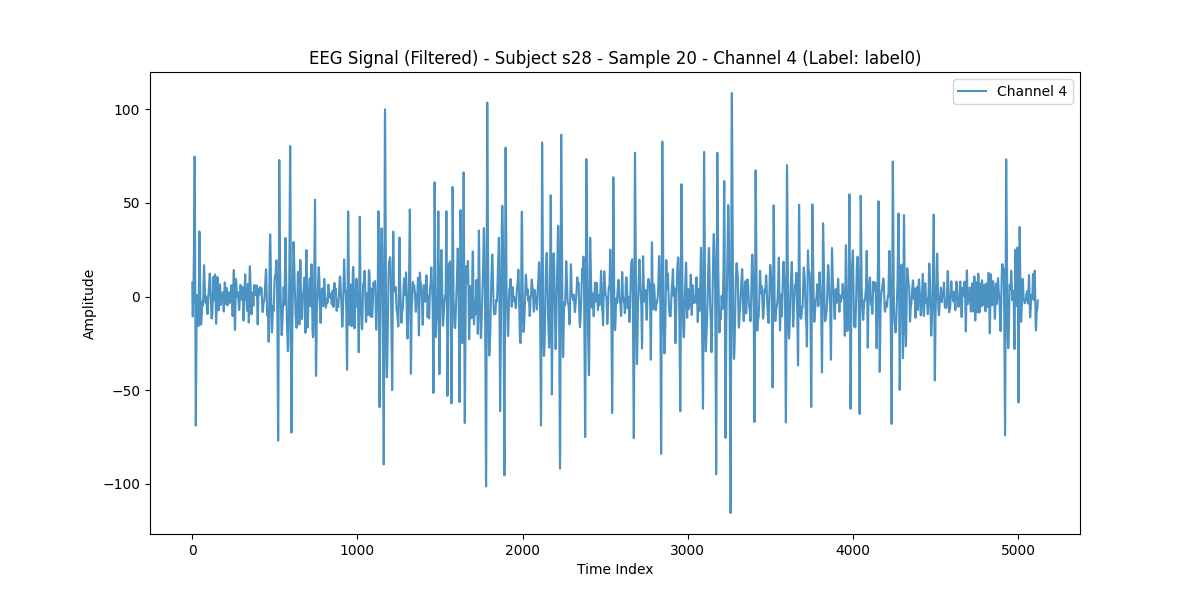 EEG Signal (Filtered) - Subject s28 - Sample 20 - Channel 4 (Label: label0)
Channel 4
100
50
0
−50
−100
Amplitude
0 1000 2000 3000 4000 5000
Time Index